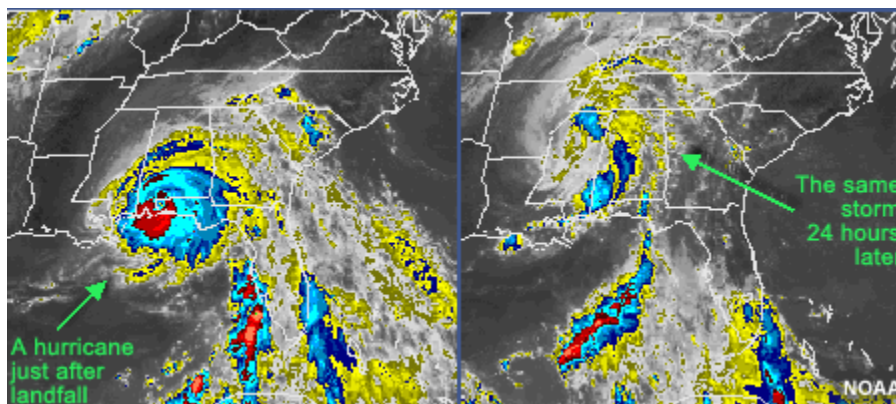 A hurricane
just after
landfall
The same
storm
24 hours
later
NOAA